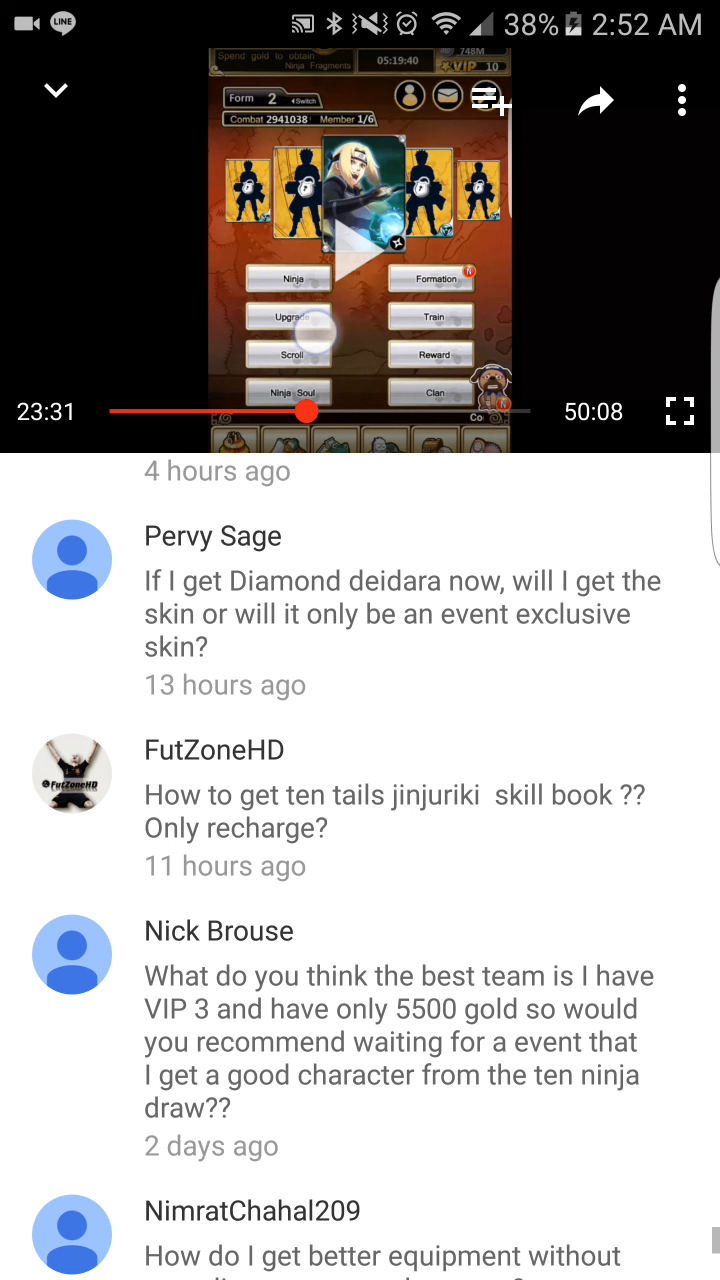 LINE
38% 2:52 AM
Spend gold to obtain
Ninja Fragments
05:19:40
748M
VIP 10
Form 2 Switch
Combat 2941038 Member 1/6
Ninja
Formation
N
Upgrade
Train
Scroll
Reward
Ninja Soul
Clan
N
23:31
50:08
4 hours ago
Pervy Sage
If I get Diamond deidara now, will I get the
skin or will it only be an event exclusive
skin?
13 hours ago
FutZoneHD
FutZoneHD
How to get ten tails jinjuriki  skill book ??
Only recharge?
11 hours ago
Nick Brouse
What do you think the best team is I have
VIP 3 and have only 5500 gold so would
you recommend waiting for a event that
I get a good character from the ten ninja
draw??
2 days ago
NimratChahal209
How do I get better equipment without